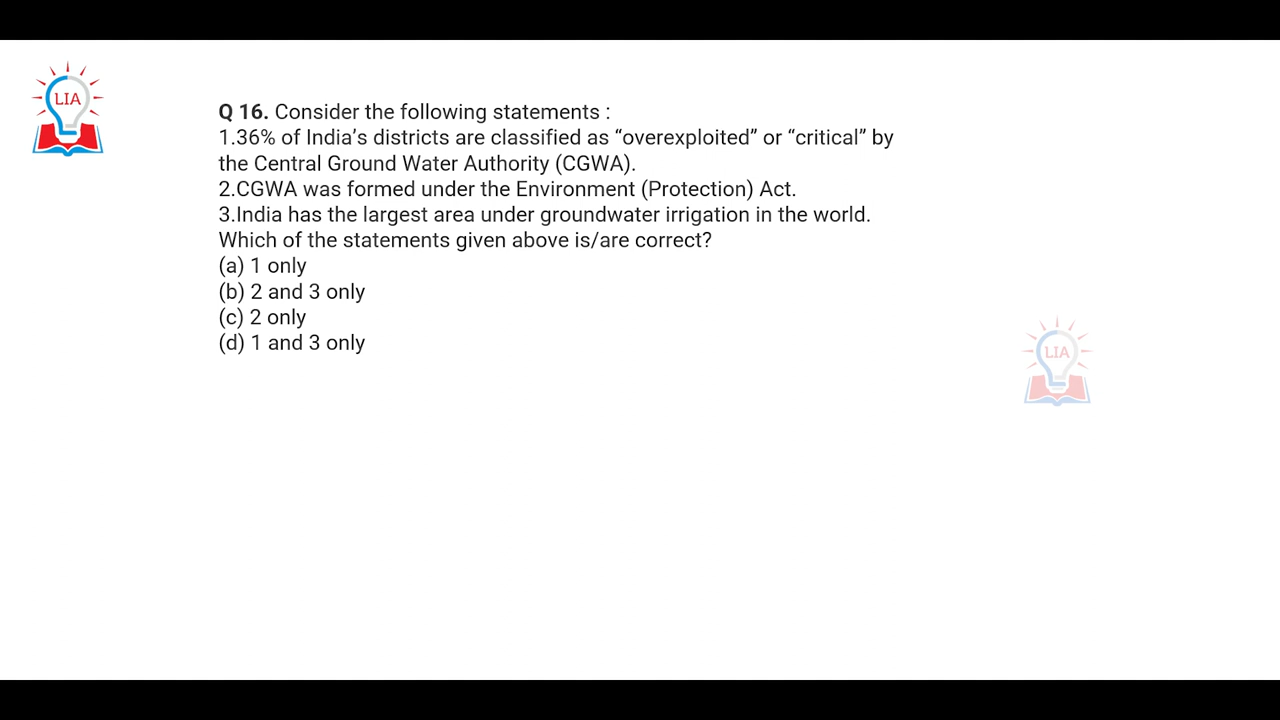 LIA
Q 16. Consider the following statements :
1.36% of India’s districts are classified as “overexploited” or “critical” by
the Central Ground Water Authority (CGWA).
2.CGWA was formed under the Environment (Protection) Act.
3.India has the largest area under groundwater irrigation in the world.
Which of the statements given above is/are correct?
(a) 1 only
(b) 2 and 3 only
(c) 2 only
(d) 1 and 3 only
LIA